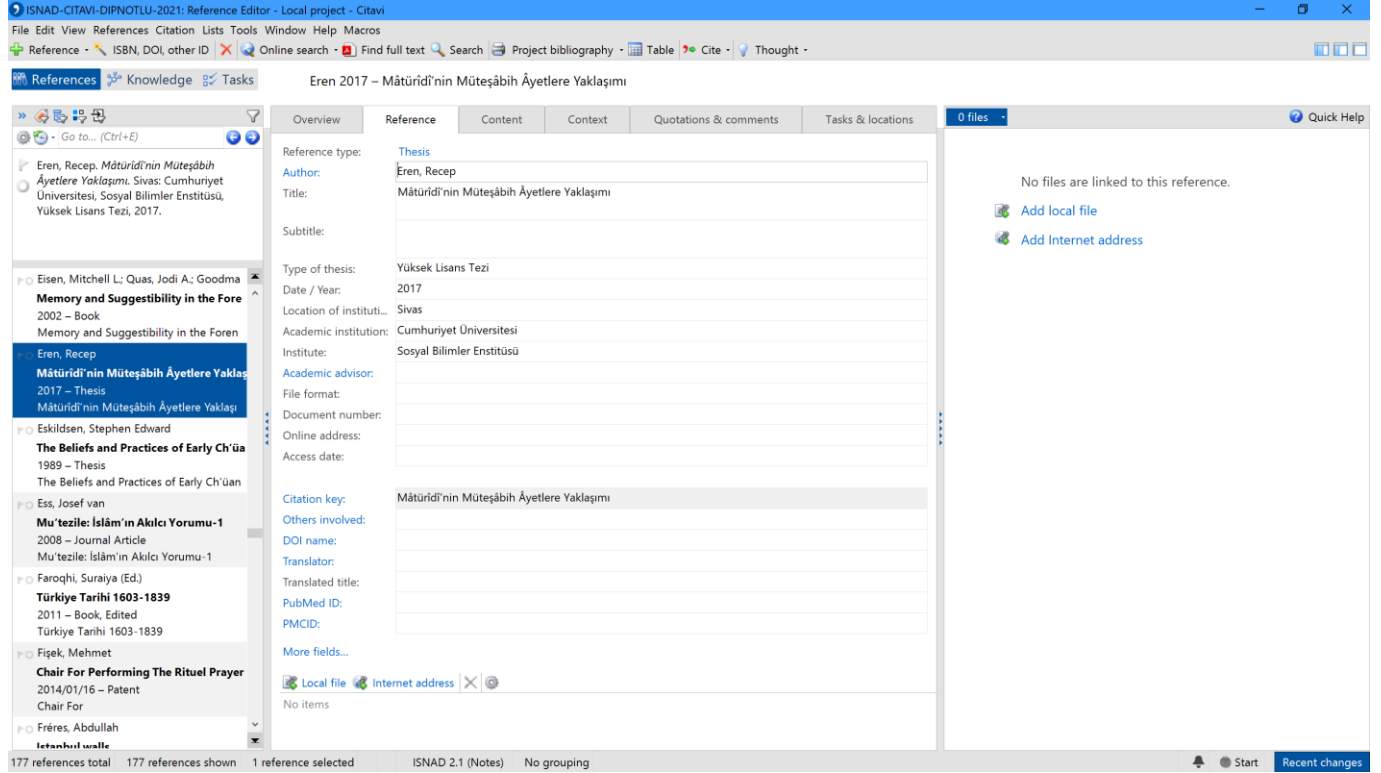 ISNAD-CITAVI-DIPNOTLU-2021: Reference Editor - Local project - Citavi
File Edit View References Citation Lists Tools Window Help Macros
Reference ISBN, DOI, other ID Online search Find full text Search Project bibliography Table Cite Thought
References Knowledge Tasks
Eren 2017 – Mâtürîdî'nin Müteşâbih Âyetlere Yaklaşımı
Go to... (Ctrl+E)
Eren, Recep. Mâtürîdî'nin Müteşâbih
Âyetlere Yaklaşımı. Sivas: Cumhuriyet
Üniversitesi, Sosyal Bilimler Enstitüsü,
Yüksek Lisans Tezi, 2017.
Eisen, Mitchell L.; Quas, Jodi A.; Goodma
Memory and Suggestibility in the Fore
2002 – Book
Memory and Suggestibility in the Foren
Eren, Recep
Mâtürîdî'nin Müteşâbih Âyetlere Yaklaş
2017 – Thesis
Mâtürîdî'nin Müteşâbih Âyetlere Yaklaşı
Eskildsen, Stephen Edward
The Beliefs and Practices of Early Ch'üa
1989 – Thesis
The Beliefs and Practices of Early Ch'üan
Ess, Josef van
Mu'tezile: İslâm'ın Akılcı Yorumu-1
2008 – Journal Article
Mu'tezile: İslâm'ın Akılcı Yorumu-1
Faroqhi, Suraiya (Ed.)
Türkiye Tarihi 1603-1839
2011 – Book, Edited
Türkiye Tarihi 1603-1839
Fişek, Mehmet
Chair For Performing The Rituel Prayer
2014/01/16 – Patent
Chair For
Fréres, Abdullah
Istanbul walls
Overview Reference Content Context Quotations & comments Tasks & locations
Reference type: Thesis
Author: Eren, Recep
Title: Mâtürîdî'nin Müteşâbih Âyetlere Yaklaşımı
Subtitle:
Type of thesis: Yüksek Lisans Tezi
Date / Year: 2017
Location of instituti... Sivas
Academic institution: Cumhuriyet Üniversitesi
Institute: Sosyal Bilimler Enstitüsü
Academic advisor:
File format:
Document number:
Online address:
Access date:
Citation key: Mâtürîdî'nin Müteşâbih Âyetlere Yaklaşımı
Others involved:
DOI name:
Translator:
Translated title:
PubMed ID:
PMCID:
More fields...
Local file Internet address
No items
0 files Quick Help
No files are linked to this reference.
Add local file
Add Internet address
177 references total 177 references shown 1 reference selected ISNAD 2.1 (Notes) No grouping Start Recent changes